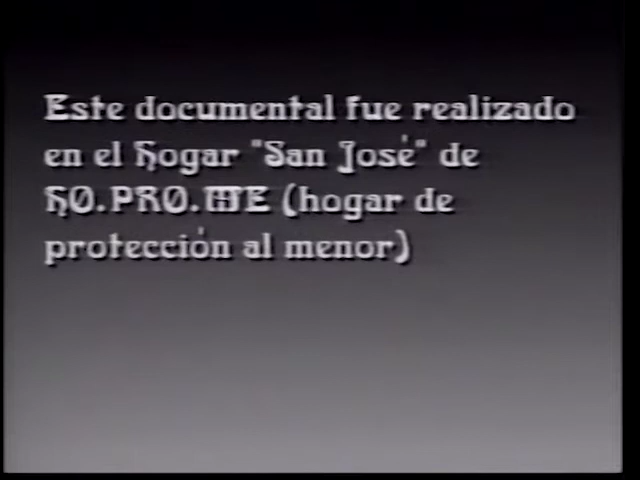 Este documental fue realizado
en el Hogar "San José" de
HO.PRO.ME (hogar de
protección al menor)